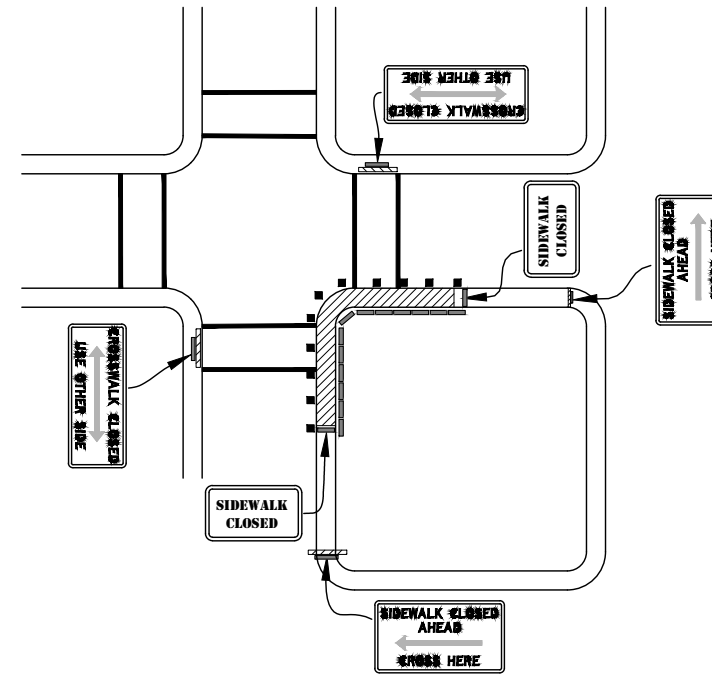 USE OTHER SIDE
CROSSWALK CLOSED
SIDEWALK
CLOSED
SIDEWALK CLOSED
AHEAD
CROSSWALK CLOSED
USE OTHER SIDE
SIDEWALK
CLOSED
SIDEWALK CLOSED
AHEAD
CROSS HERE